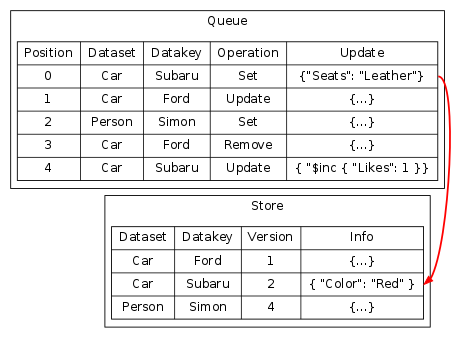 Queue
Position Dataset Datakey Operation Update
0 Car Subaru Set {"Seats": "Leather"}
1 Car Ford Update {...}
2 Person Simon Set {...}
3 Car Ford Remove {...}
4 Car Subaru Update { "$inc { "Likes": 1 }}
Store
Dataset Datakey Version Info
Car Ford 1 {...}
Car Subaru 2 { "Color": "Red" }
Person Simon 4 {...}